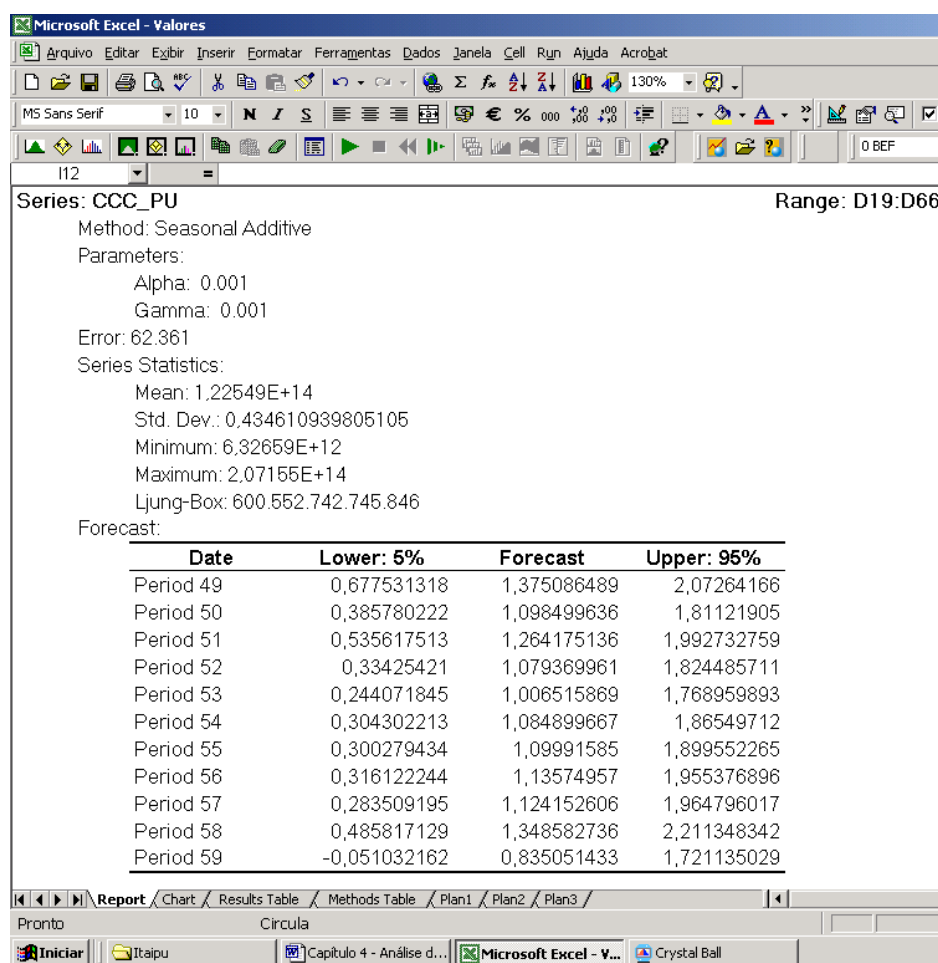 Microsoft Excel - Valores
Arquivo Editar Exibir Inserir Formatar Ferramentas Dados Janela Cell Run Ajuda Acrobat
130%
MS Sans Serif 10 N I S € % 000
0 BEF
I12 =
Series: CCC_PU Range: D19:D66
Method: Seasonal Additive
Parameters:
Alpha: 0.001
Gamma: 0.001
Error: 62.361
Series Statistics:
Mean: 1,22549E+14
Std. Dev.: 0,434610939805105
Minimum: 6,32659E+12
Maximum: 2,07155E+14
Ljung-Box: 600.552.742.745.846
Forecast:
Date Lower: 5% Forecast Upper: 95%
Period 49 0,677531318 1,375086489 2,07264166
Period 50 0,385780222 1,098499636 1,81121905
Period 51 0,535617513 1,264175136 1,992732759
Period 52 0,33425421 1,079369961 1,824485711
Period 53 0,244071845 1,006515869 1,768959893
Period 54 0,304302213 1,084899667 1,86549712
Period 55 0,300279434 1,09991585 1,899552265
Period 56 0,316122244 1,13574957 1,955376896
Period 57 0,283509195 1,124152606 1,964796017
Period 58 0,485817129 1,348582736 2,211348342
Period 59 -0,051032162 0,835051433 1,721135029
Report / Chart / Results Table / Methods Table / Plan1 / Plan2 / Plan3 /
Pronto Circula
Iniciar Itaipu Capítulo 4 - Análise d... Microsoft Excel - V... Crystal Ball